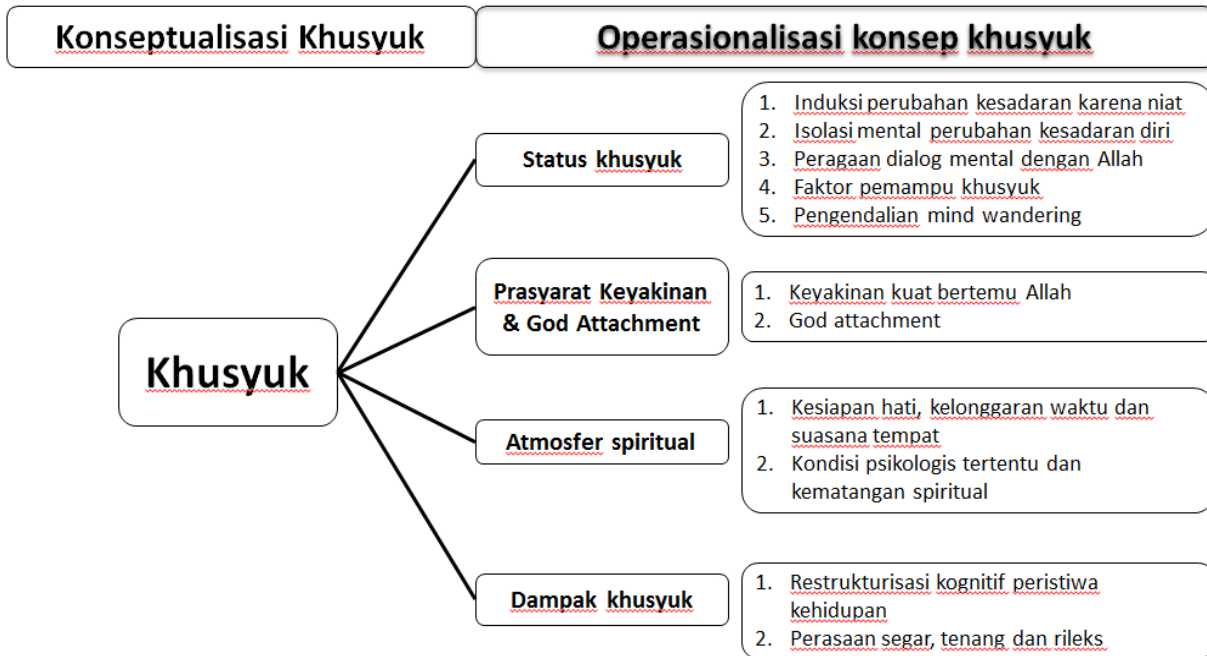 Konseptualisasi Khusyuk
Operasionalisasi konsep khusyuk
Khusyuk
Status khusyuk
1. Induksi perubahan kesadaran karena niat
2. Isolasi mental perubahan kesadaran diri
3. Peragaan dialog mental dengan Allah
4. Faktor pemampu khusyuk
5. Pengendalian mind wandering
Prasyarat Keyakinan
& God Attachment
1. Keyakinan kuat bertemu Allah
2. God attachment
Atmosfer spiritual
1. Kesiapan hati, kelonggaran waktu dan
suasana tempat
2. Kondisi psikologis tertentu dan
kematangan spiritual
Dampak khusyuk
1. Restrukturisasi kognitif peristiwa
kehidupan
2. Perasaan segar, tenang dan rileks